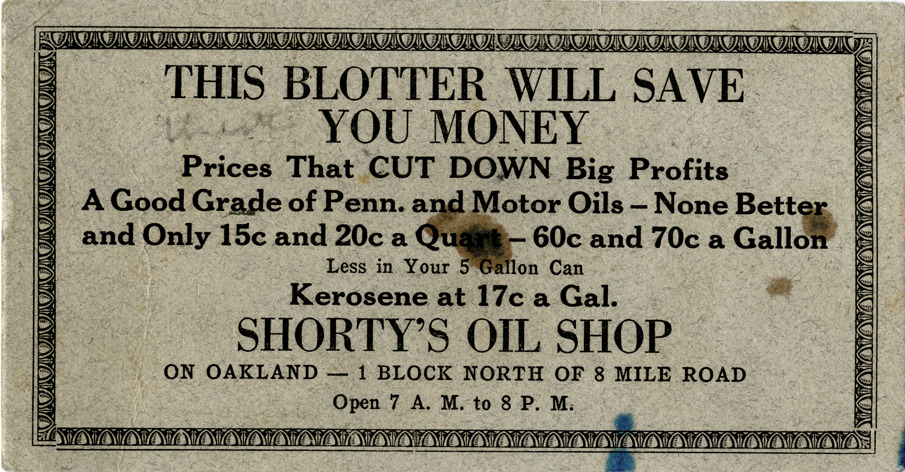 THIS BLOTTER WILL SAVE
YOU MONEY
Prices That CUT DOWN Big Profits
A Good Grade of Penn. and Motor Oils – None Better
and Only 15c and 20c a Quart – 60c and 70c a Gallon
Less in Your 5 Gallon Can
Kerosene at 17c a Gal.
SHORTY'S OIL SHOP
ON OAKLAND — 1 BLOCK NORTH OF 8 MILE ROAD
Open 7 A. M. to 8 P. M.